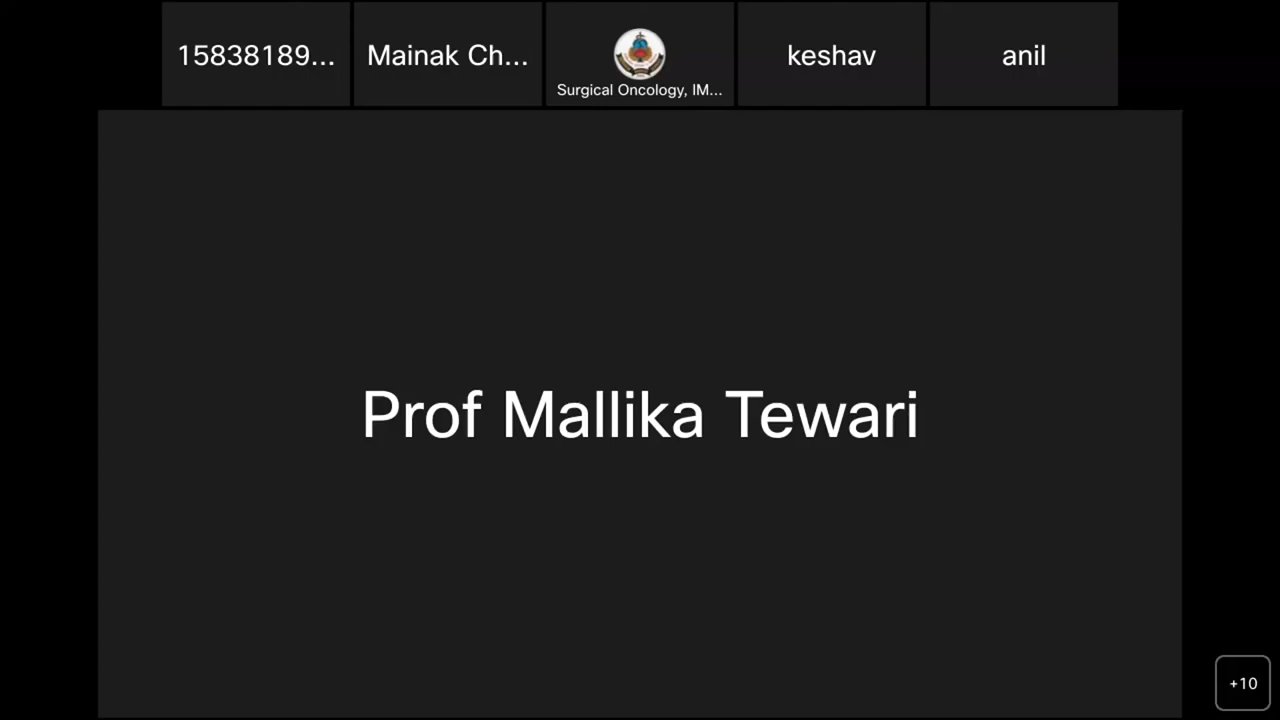 15838189...
Mainak Ch...
Surgical Oncology, IM...
keshav
anil
Prof Mallika Tewari
+10